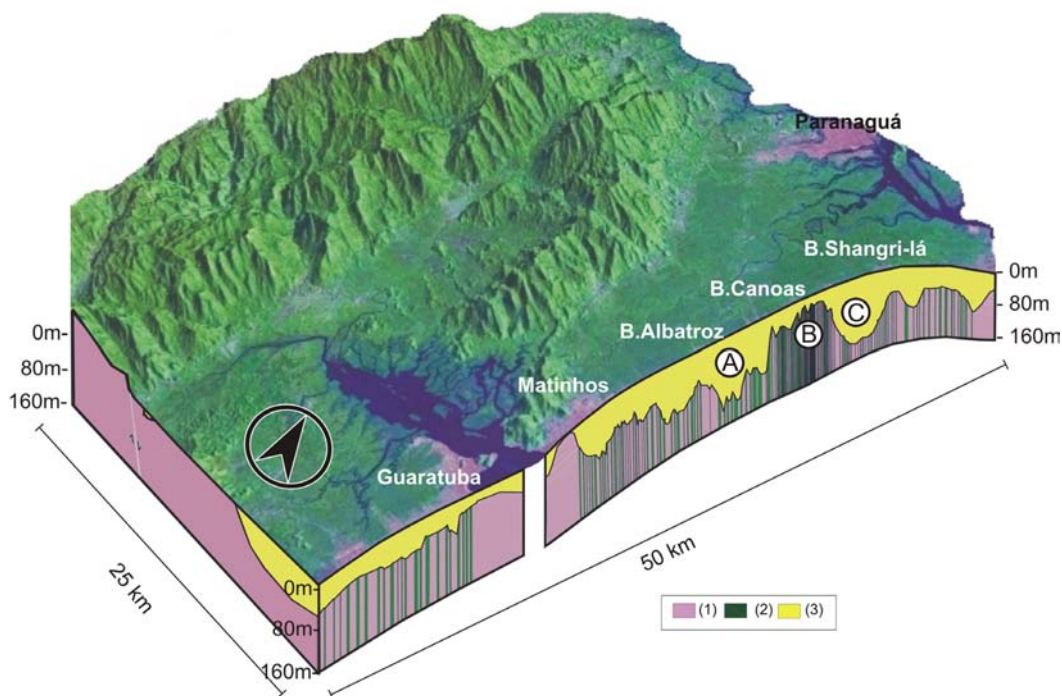 Paranaguá
B.Shangri-lá
B.Canoas
B.Albatroz
Matinhos
Guaratuba
0m
80m
160m
A
B
C
0m-
80m-
160m-
25 km
0m-
80m-
160m-
50 km
(1) (2) (3)